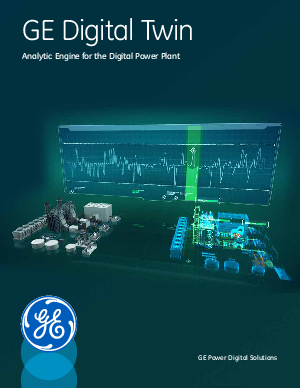 GE Digital Twin
Analytic Engine for the Digital Power Plant
GE
GE Power Digital Solutions